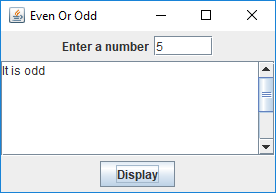 Even Or Odd
Enter a number 5
It is odd
Display